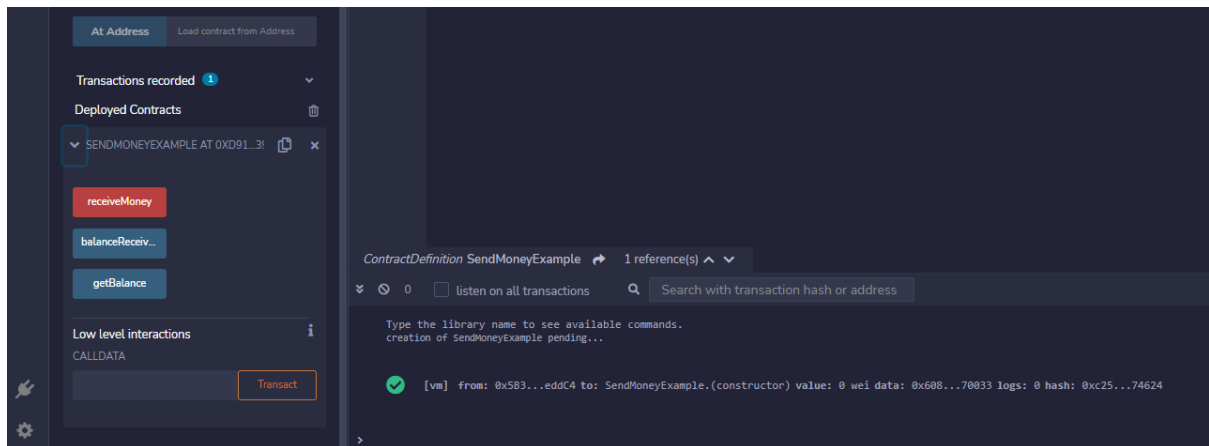 At Address Load contract from Address
Transactions recorded 1
Deployed Contracts
SENDMONEYEXAMPLE AT 0XD91...39
receiveMoney
balanceReceiv...
getBalance
Low level interactions i
CALLDATA
Transact
ContractDefinition SendMoneyExample 1 reference(s)
0 listen on all transactions Search with transaction hash or address
Type the library name to see available commands.
creation of SendMoneyExample pending...
[vm] from: 0x5B3...eddC4 to: SendMoneyExample.(constructor) value: 0 wei data: 0x608...70033 logs: 0 hash: 0xc25...74624
>